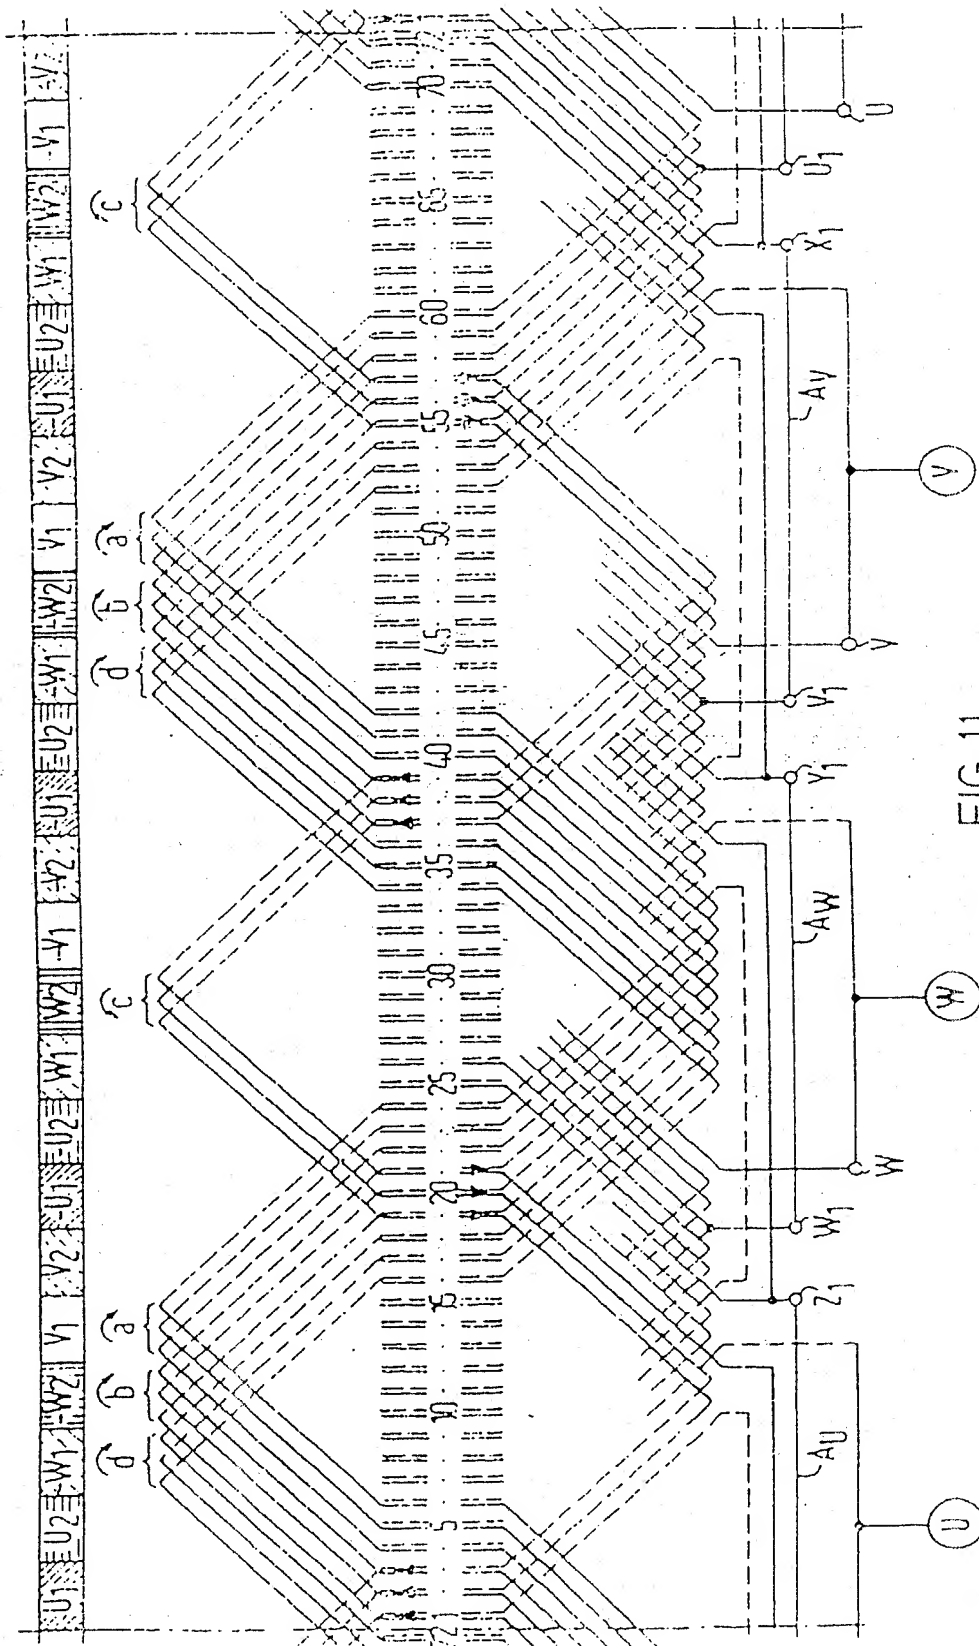 U1 U2 -W1 -W2 V1 V2 -U1 -U2 W1 W2 -V1 -V2 U1 U2 -W1 -W2 V1 V2 -U1 -U2 W1 W2 -V1 -V2
d b a c d b a c
1 5 10 15 20 25 30 35 40 45 50 55 60 65 70 72
Z1 W1 W Y1 V1 V X1 U1 U
AU AW AV
U W V
FIG. 11